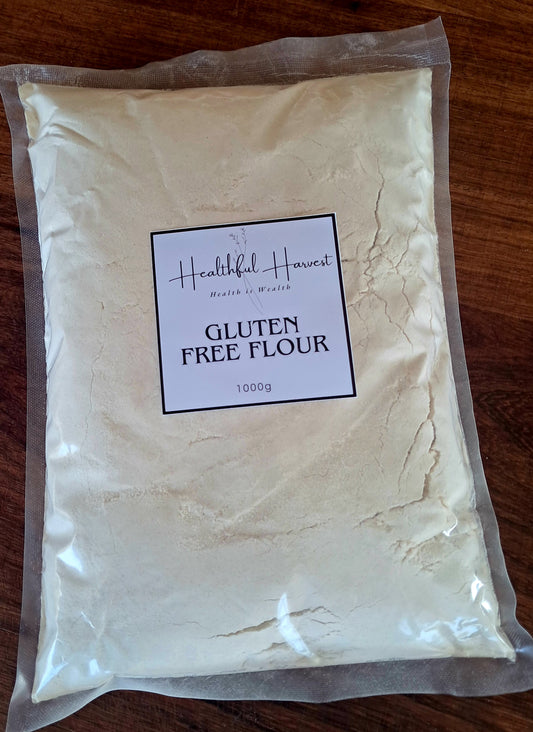 Healthful Harvest
Health is Wealth
GLUTEN
FREE FLOUR
1000g